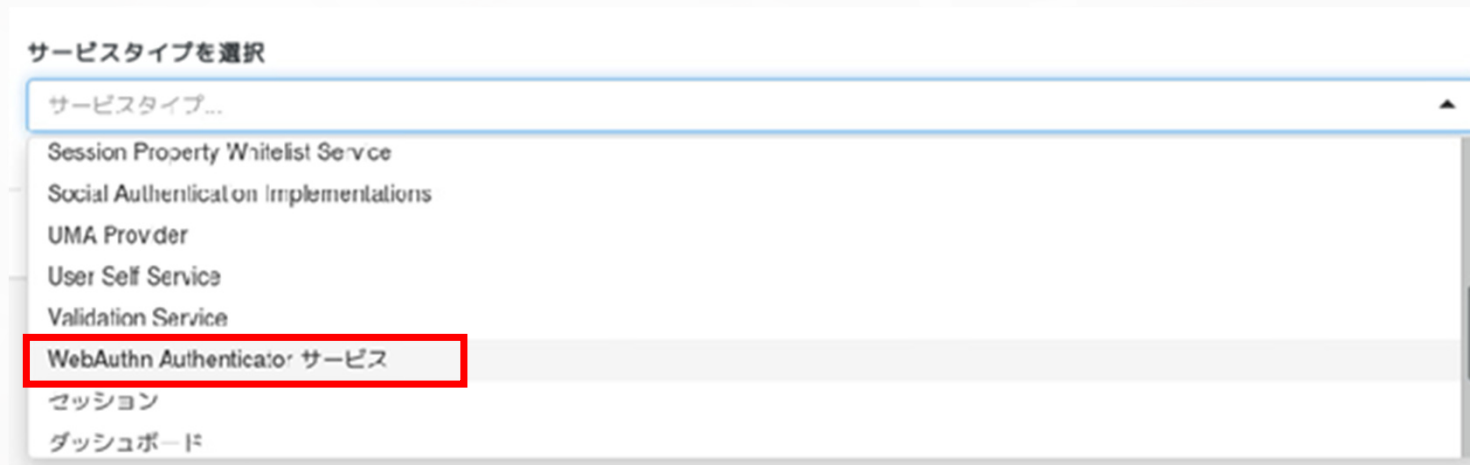 サービスタイプを選択
サービスタイプ...
Session Property Whitelist Service
Social Authentication Implementations
UMA Provider
User Self Service
Validation Service
WebAuthn Authenticator サービス
セッション
ダッシュボード